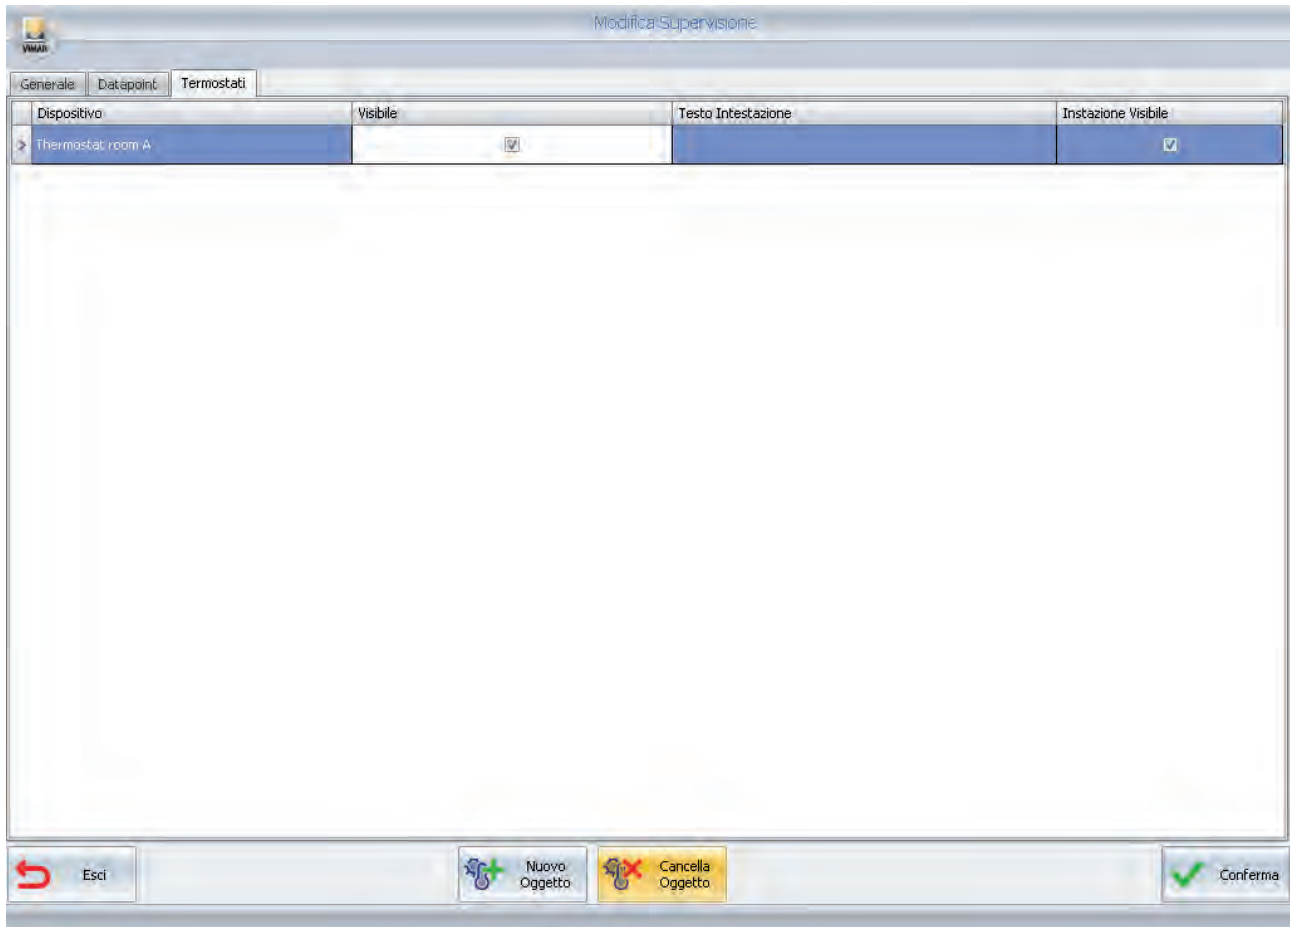 Modifica Supervisione
VIMAR
Generale Datapoint Termostati
Dispositivo Visibile Testo Intestazione Instazione Visibile
Thermostat room A
Esci
Nuovo
Oggetto
Cancella
Oggetto
Conferma